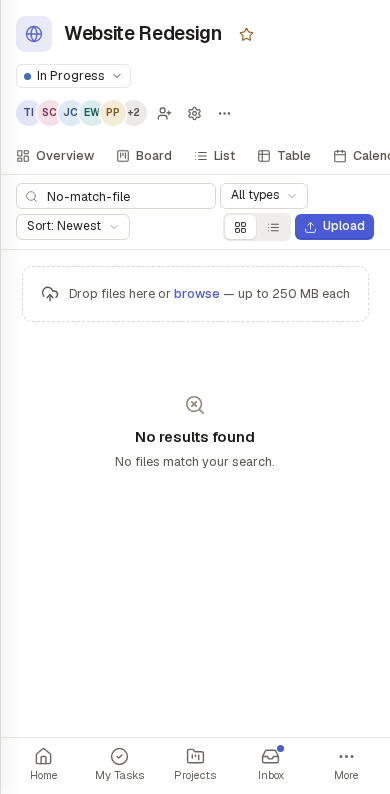 Website Redesign
In Progress
TI SC JC EW PP +2
Overview Board List Table Calen
No-match-file All types
Sort: Newest Upload
Drop files here or browse — up to 250 MB each
No results found
No files match your search.
Home My Tasks Projects Inbox More